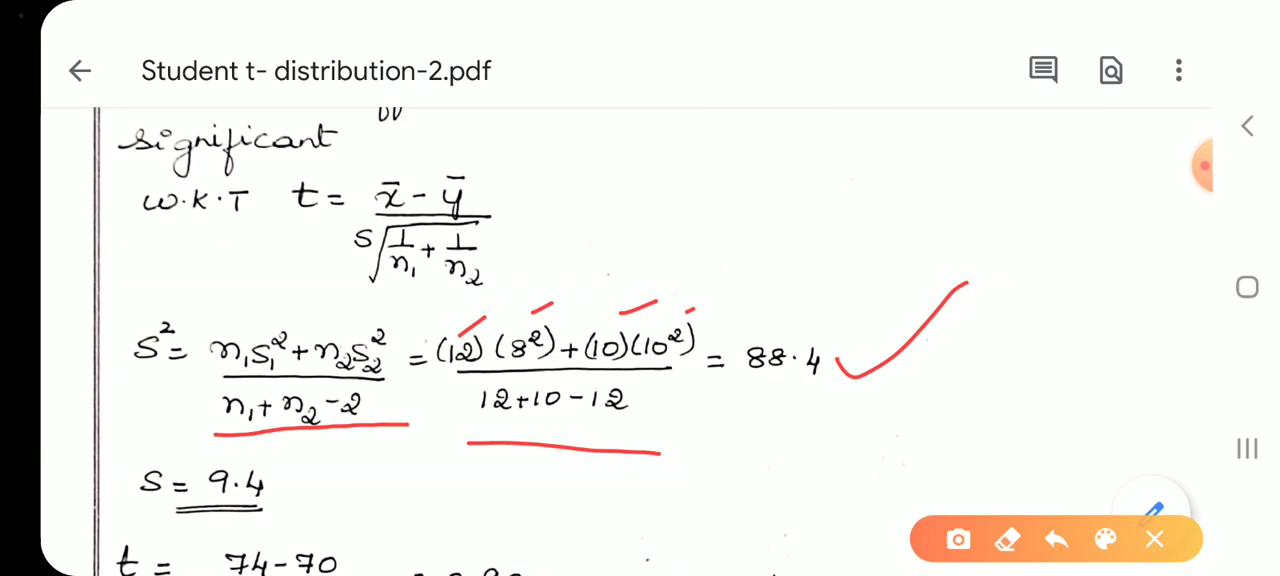 Student t- distribution-2.pdf
significant
W.K.T t = x̄ - ȳ / S√(1/n₁ + 1/n₂)
S² = n₁s₁² + n₂s₂² / n₁ + n₂ - 2 = (12)(8²) + (10)(10²) / 12 + 10 - 12 = 88.4
S = 9.4
t = 74-70